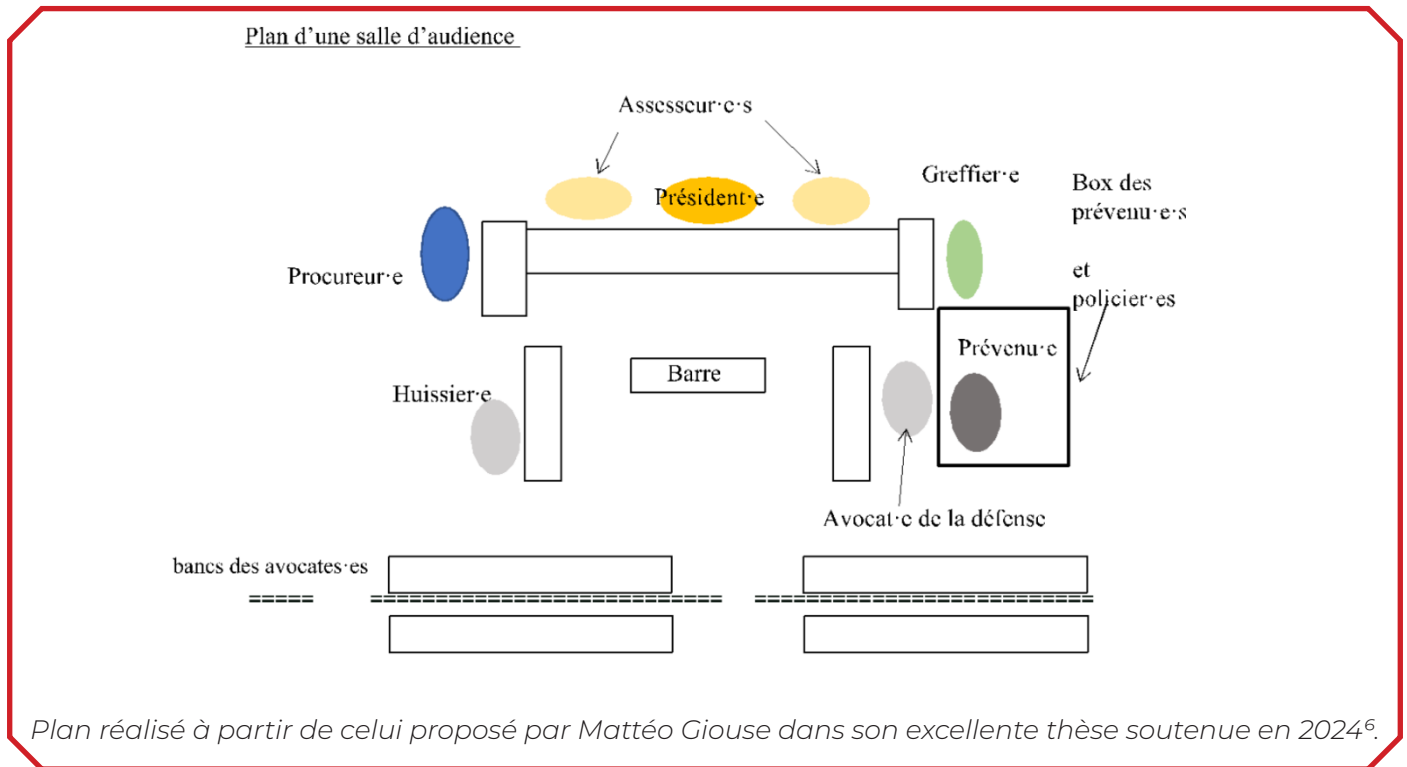 Plan d'une salle d'audience
Assesseur·e·s
Président·e
Greffier·e
Box des
prévenu·e·s
et
policier·es
Procureur·e
Prévenu·e
Barre
Huissier·e
Avocat·e de la défense
bancs des avocates·es
Plan réalisé à partir de celui proposé par Mattéo Giouse dans son excellente thèse soutenue en 2024⁶.